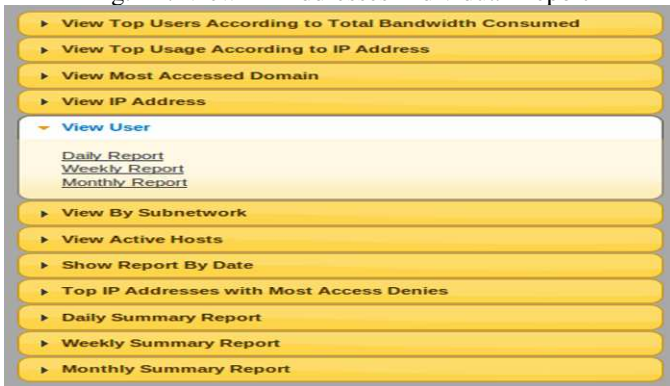 View Top Users According to Total Bandwidth Consumed
View Top Usage According to IP Address
View Most Accessed Domain
View IP Address
View User
Daily Report
Weekly Report
Monthly Report
View By Subnetwork
View Active Hosts
Show Report By Date
Top IP Addresses with Most Access Denies
Daily Summary Report
Weekly Summary Report
Monthly Summary Report